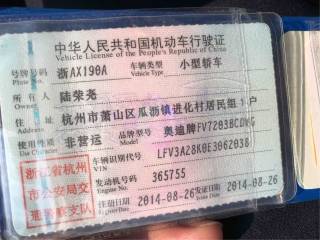 中华人民共和国机动车行驶证
Vehicle License of the People's Republic of China
号牌号码 浙AX190A 车辆类型 小型轿车
Plate No. Vehicle Type
所有人 陆荣尧
Owner
住址 杭州市萧山区瓜沥镇进化村居民组1户
Address
使用性质 非营运 品牌型号 奥迪牌FV7203BCDWG
Use Character Model
浙江省杭州 车辆识别代号 LFV3A28K0E3062038
VIN
市公安局交 发动机号码 365755
Engine No.
通警察支队 注册日期 2014-08-26 发证日期 2014-08-26
Register Date Issue Date